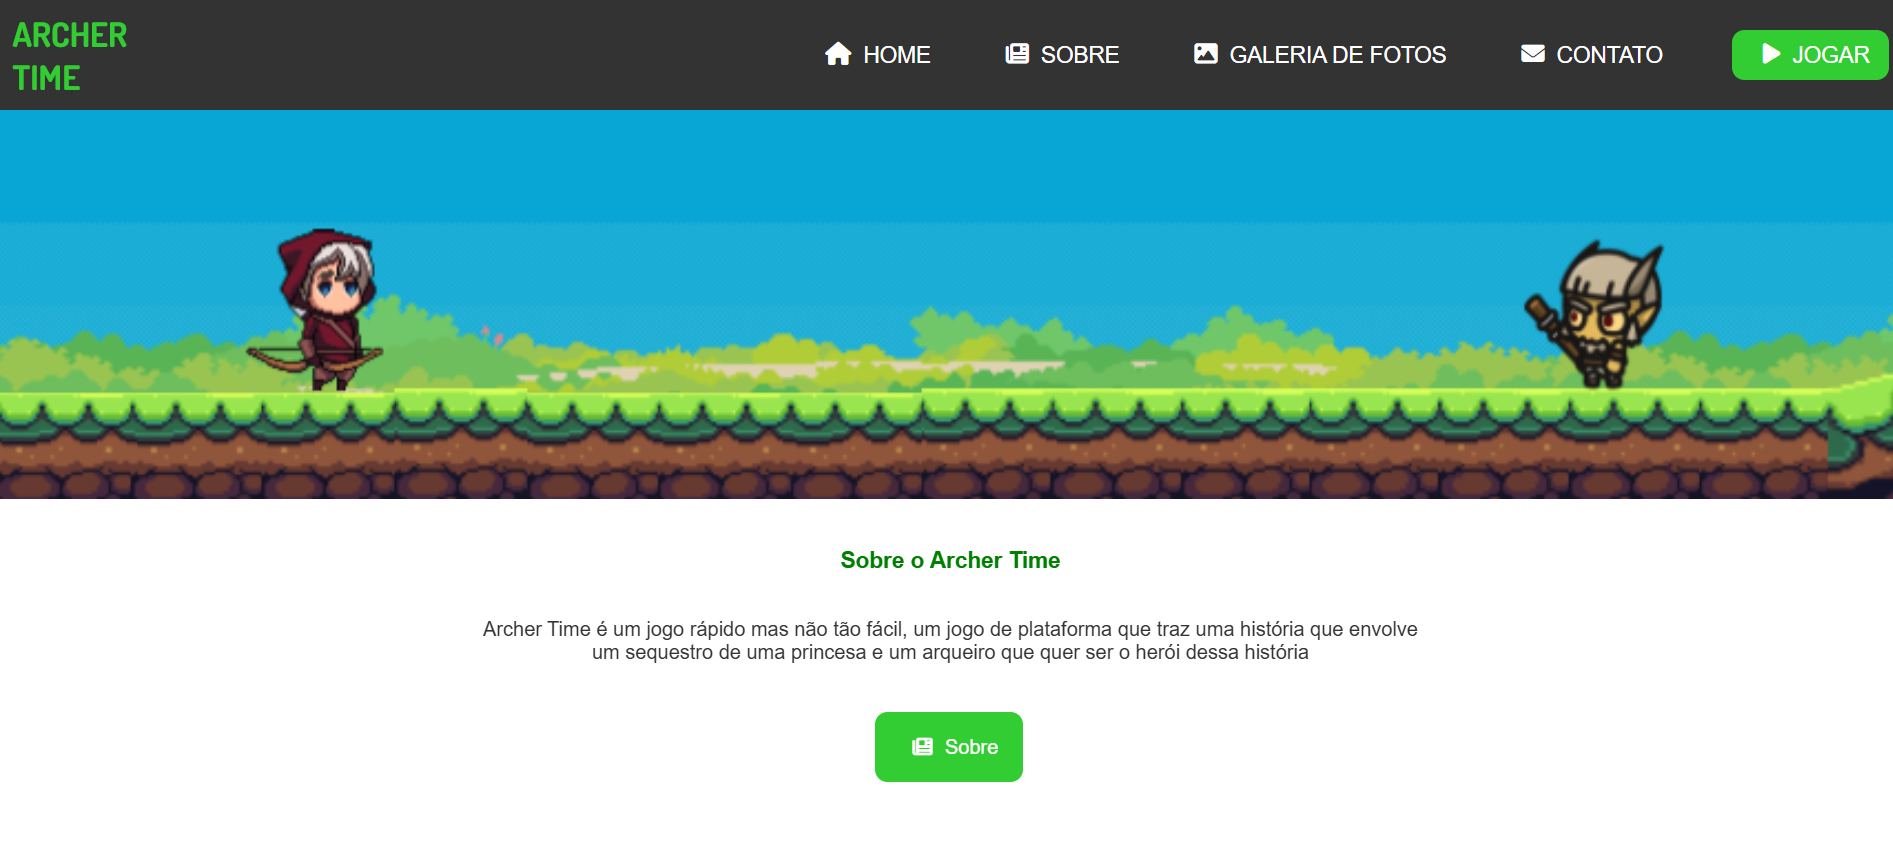 ARCHER
TIME
HOME
SOBRE
GALERIA DE FOTOS
CONTATO
JOGAR
Sobre o Archer Time
Archer Time é um jogo rápido mas não tão fácil, um jogo de plataforma que traz uma história que envolve
um sequestro de uma princesa e um arqueiro que quer ser o herói dessa história
Sobre